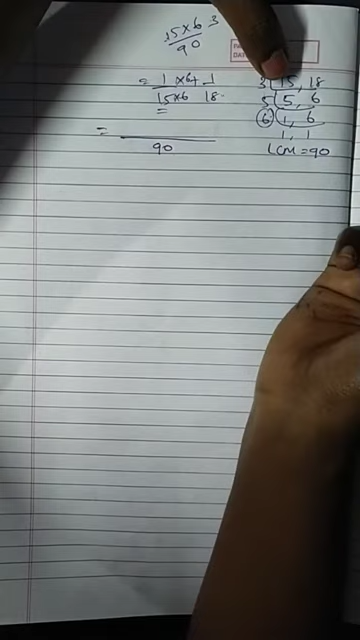 15×6 3
90
= 1 ×6+ 1
15×6 18
=
=
90
3 15, 18
5 5, 6
6 1, 6
1, 1
LCM = 90